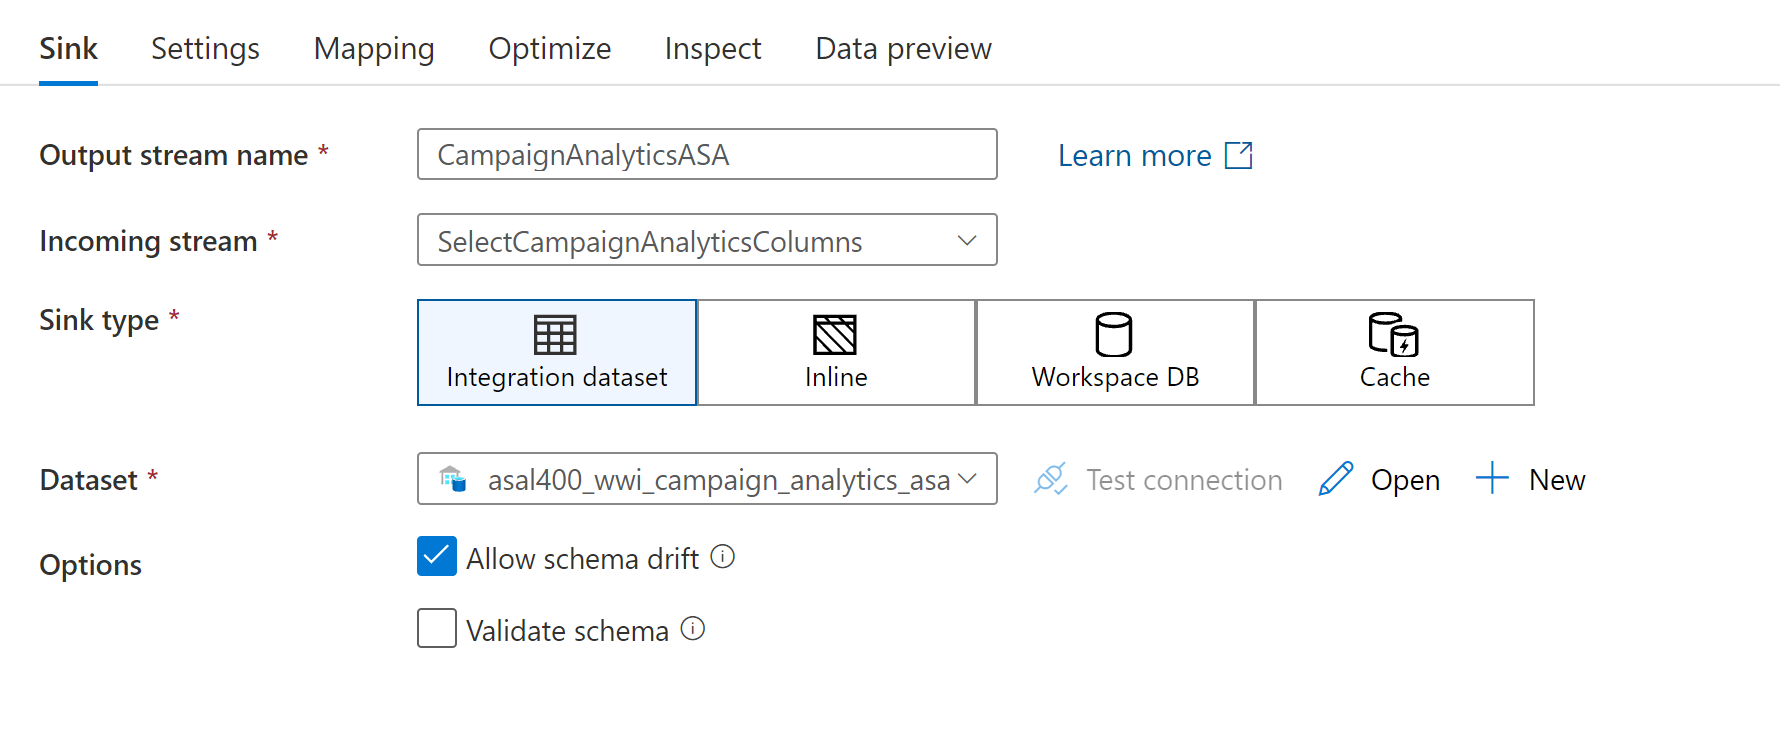 Sink Settings Mapping Optimize Inspect Data preview
Output stream name * CampaignAnalyticsASA Learn more
Incoming stream * SelectCampaignAnalyticsColumns
Sink type *
Integration dataset Inline Workspace DB Cache
Dataset * asal400_wwi_campaign_analytics_asa Test connection Open New
Options Allow schema drift
Validate schema